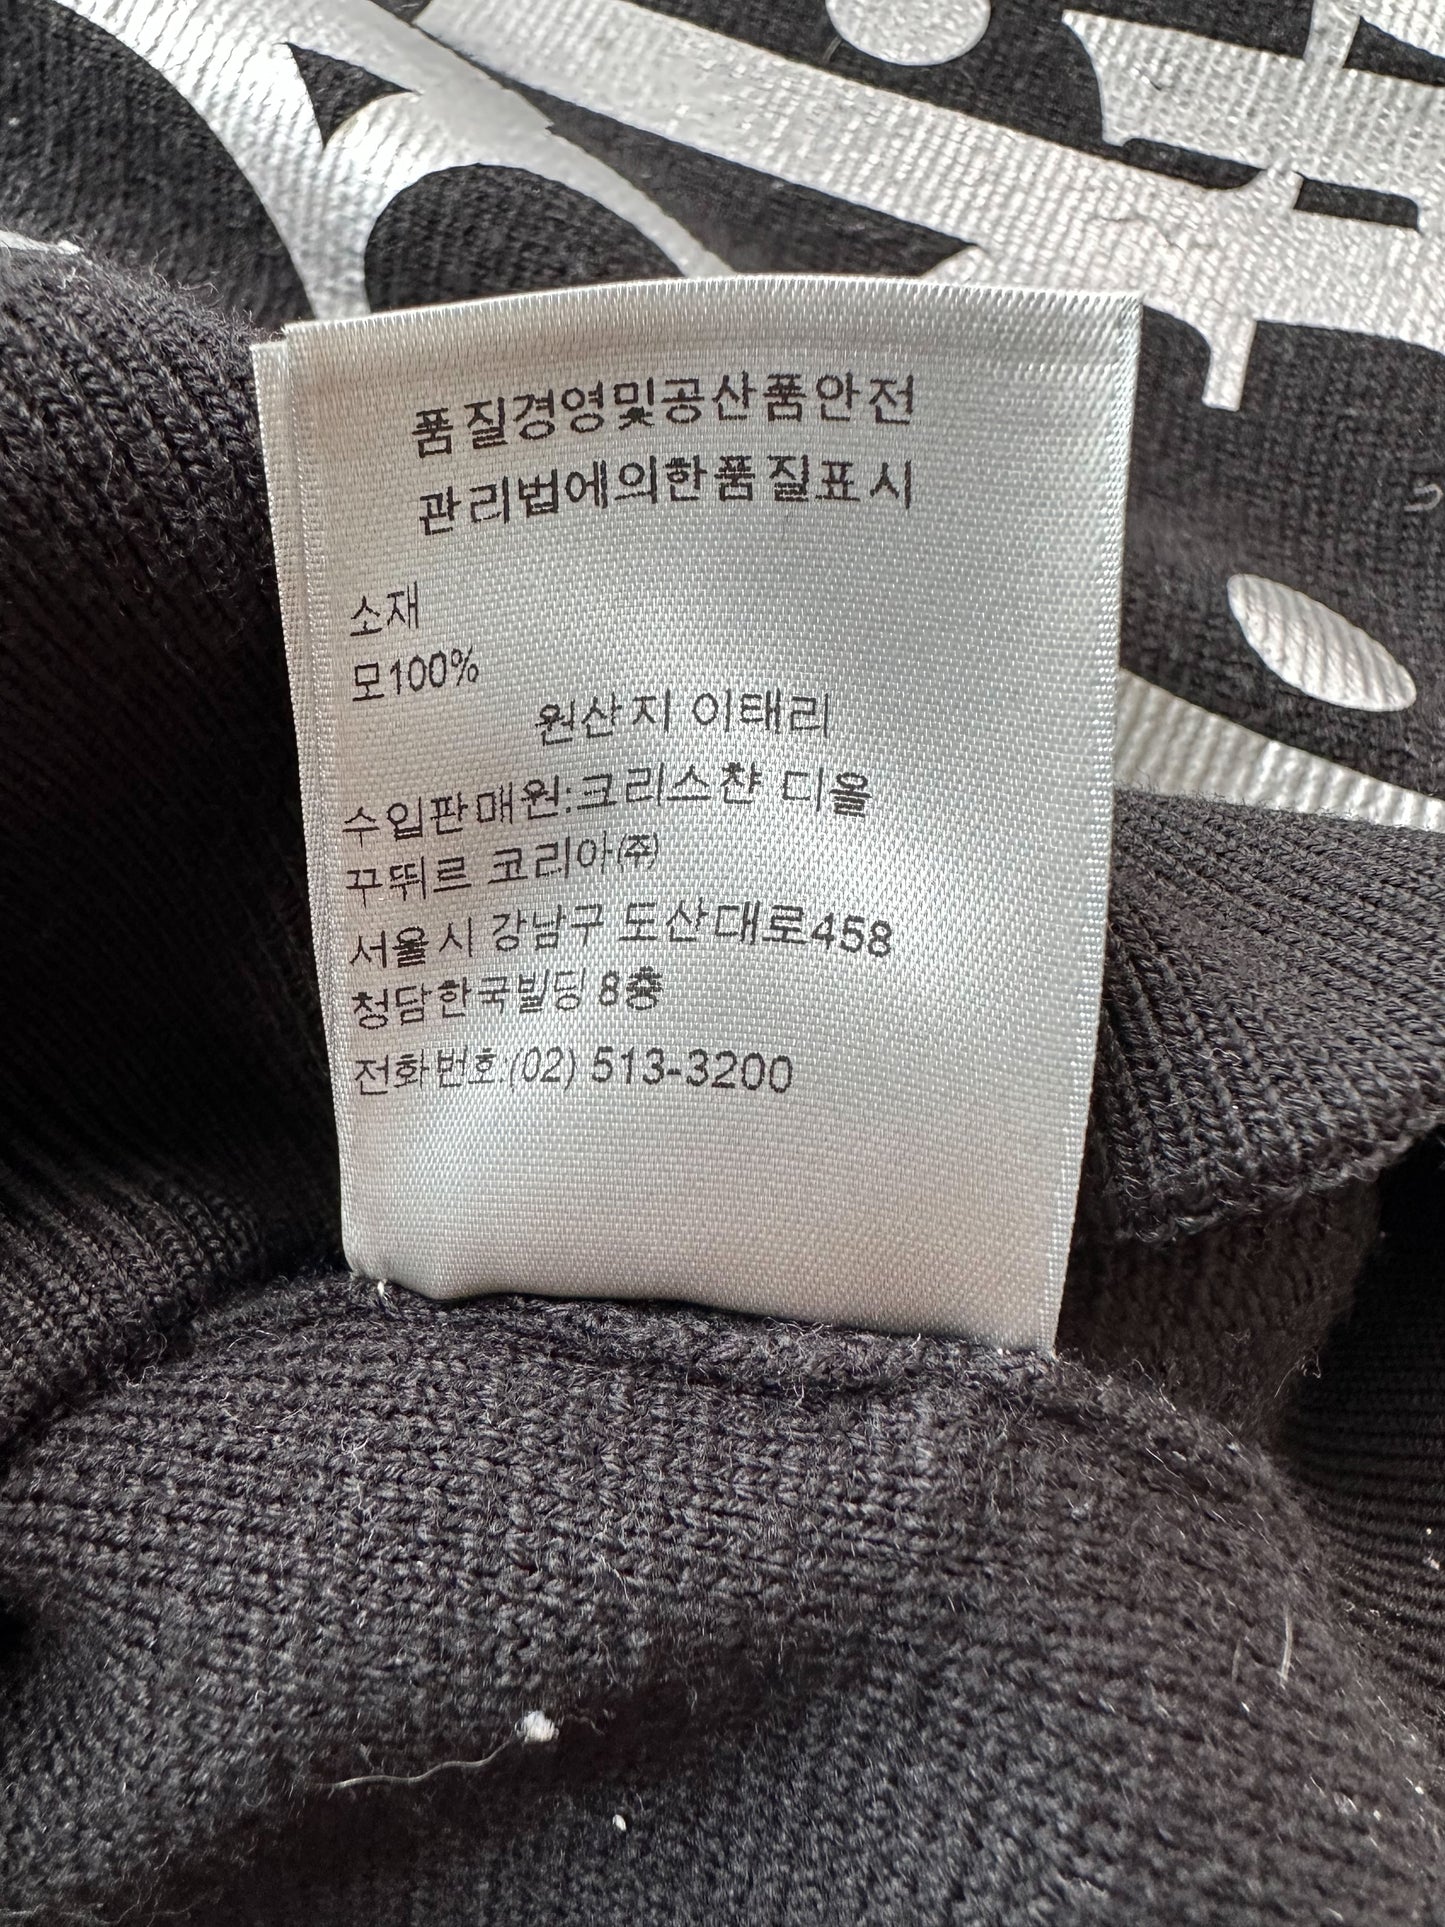 품질경영및공산품안전
관리법에의한품질표시
소재
모100%
원산지 이태리
수입판매원:크리스챤 디올
꾸뛰르 코리아(주)
서울시 강남구 도산대로458
청담한국빌딩 8층
전화번호:(02) 513-3200